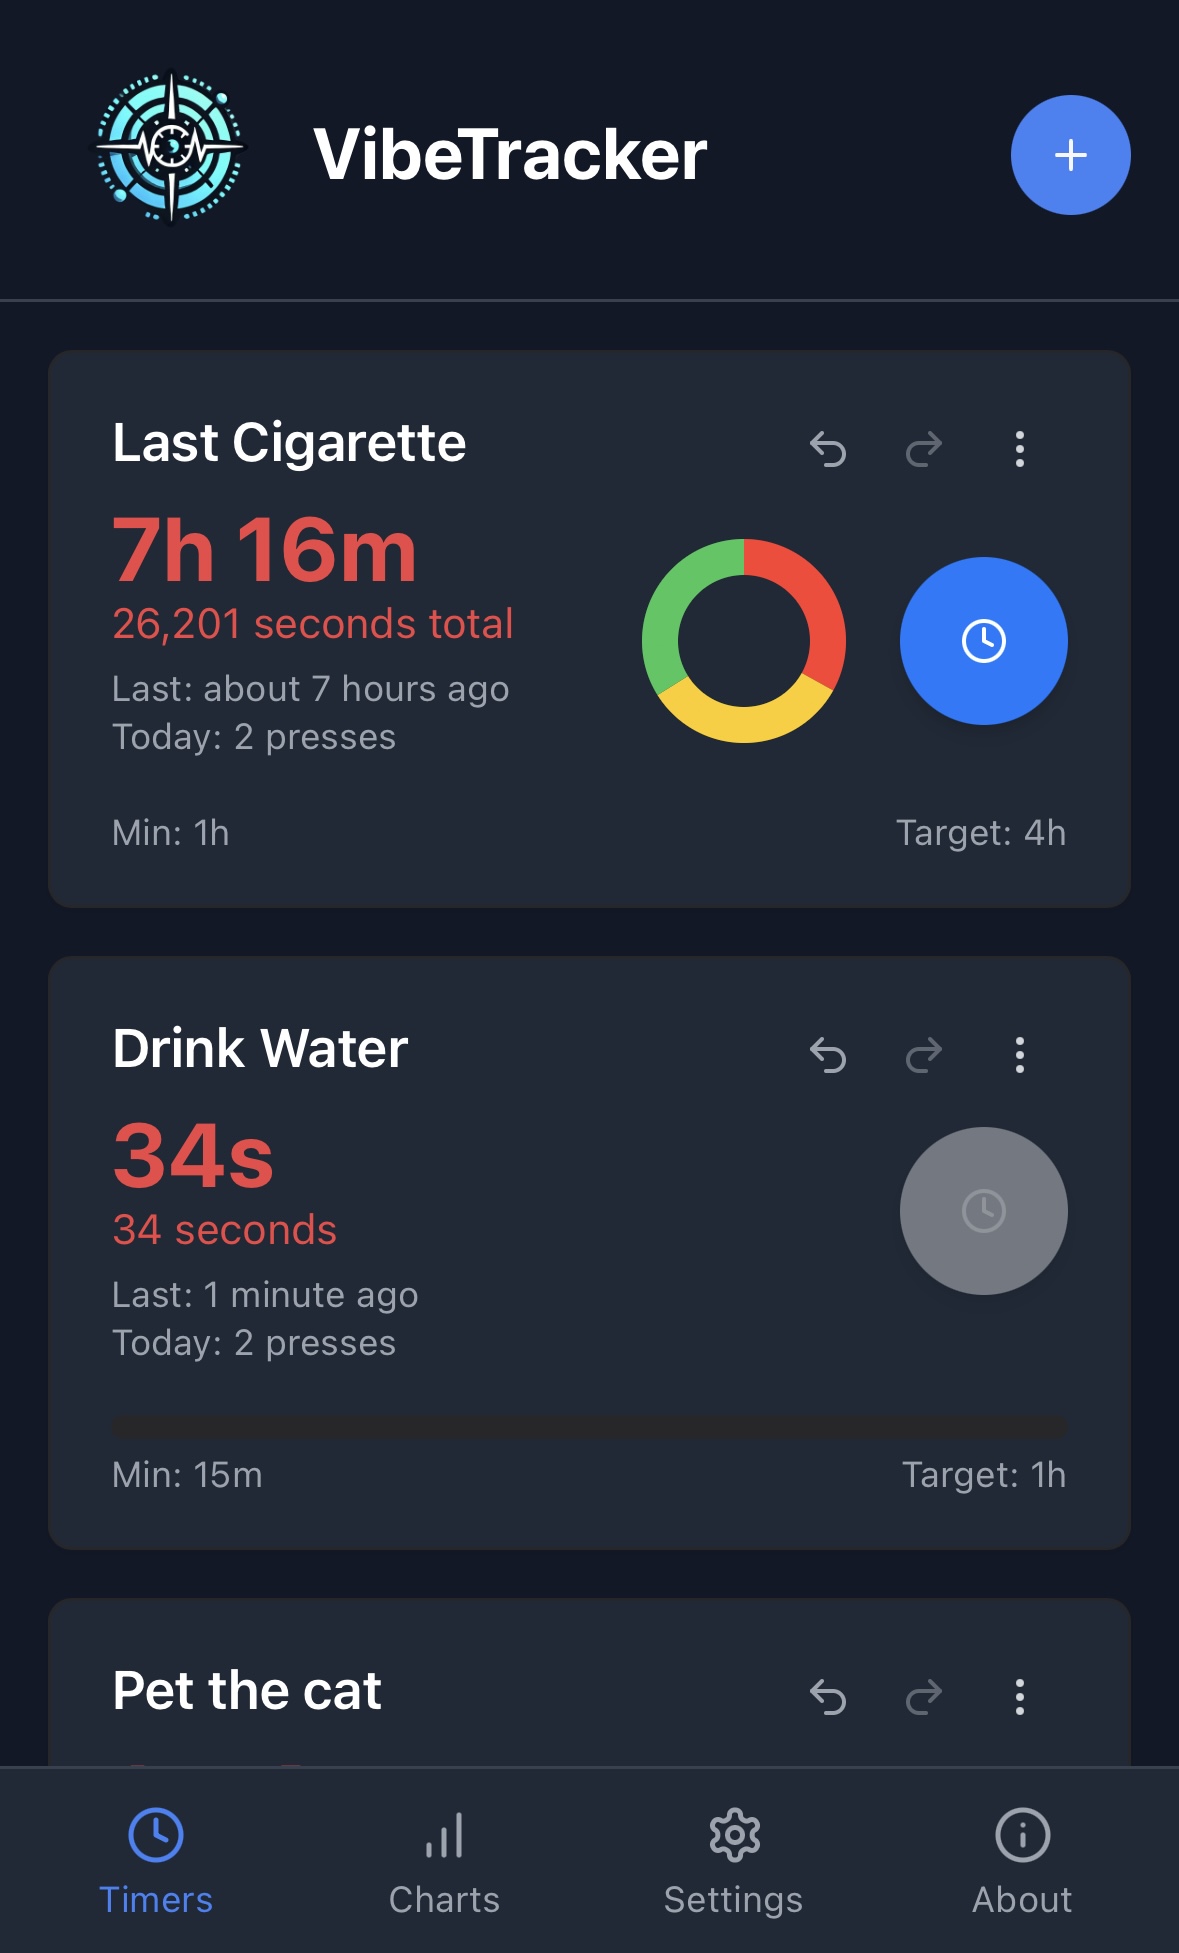 VibeTracker
Last Cigarette
7h 16m
26,201 seconds total
Last: about 7 hours ago
Today: 2 presses
Min: 1h
Target: 4h
Drink Water
34s
34 seconds
Last: 1 minute ago
Today: 2 presses
Min: 15m
Target: 1h
Pet the cat
Timers
Charts
Settings
About